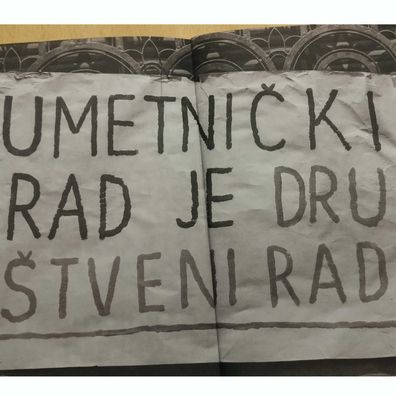 UMETNIČKI
RAD JE DRU
ŠTVENI RAD